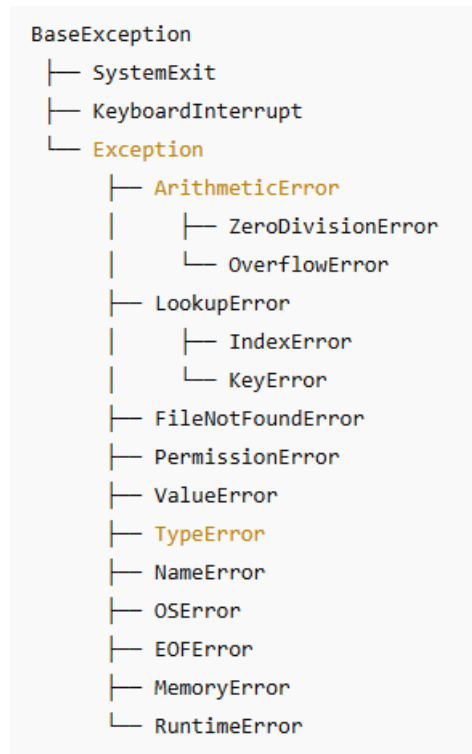 BaseException
├── SystemExit
├── KeyboardInterrupt
└── Exception
├── ArithmeticError
│ ├── ZeroDivisionError
│ └── OverflowError
├── LookupError
│ ├── IndexError
│ └── KeyError
├── FileNotFoundError
├── PermissionError
├── ValueError
├── TypeError
├── NameError
├── OSError
├── EOFError
├── MemoryError
└── RuntimeError